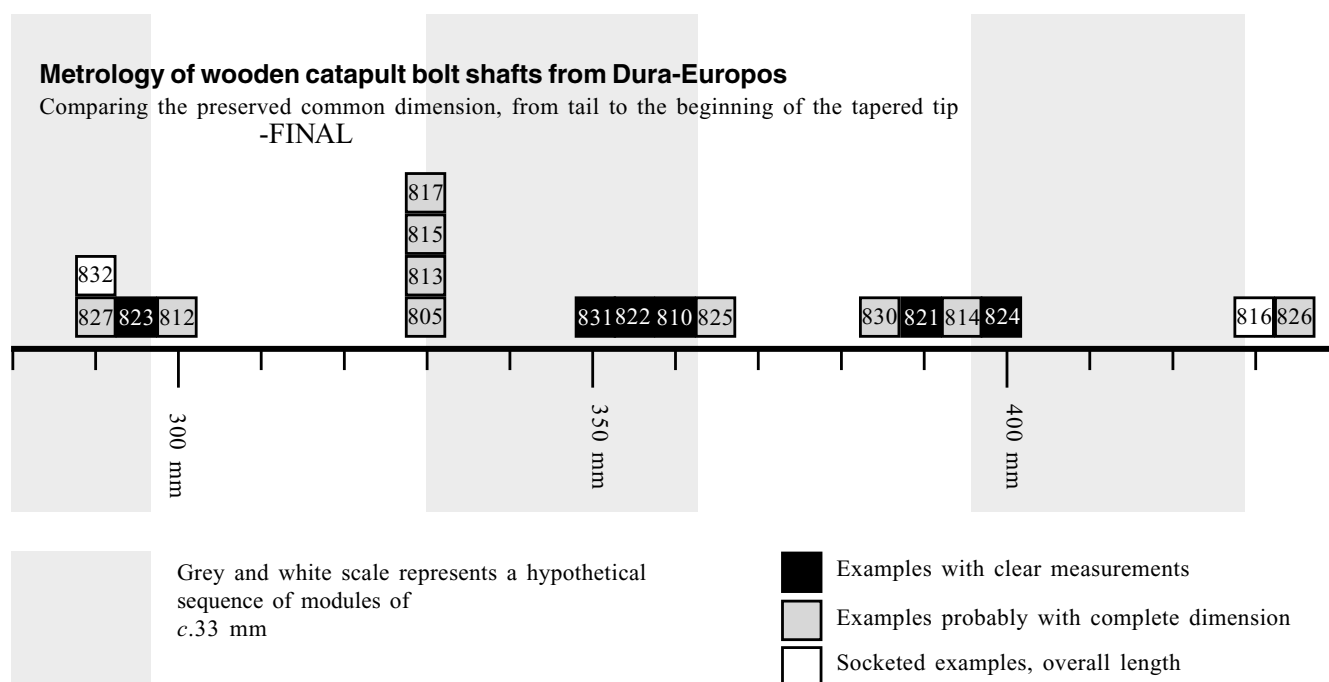 Metrology of wooden catapult bolt shafts from Dura-Europos
Comparing the preserved common dimension, from tail to the beginning of the tapered tip
-FINAL
817
815
832 813
827 823 812 805 831 822 810 825 830 821 814 824 816 826
300 mm
350 mm
400 mm
Grey and white scale represents a hypothetical
sequence of modules of
c.33 mm
Examples with clear measurements
Examples probably with complete dimension
Socketed examples, overall length